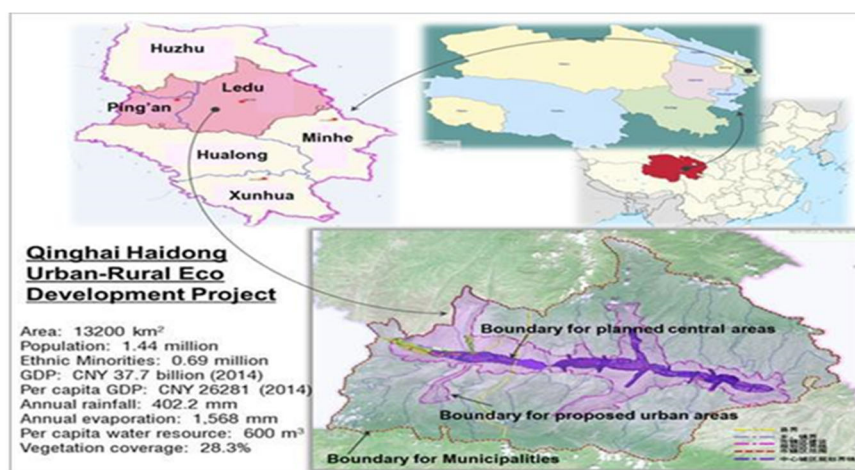 Huzhu
Ledu
Ping'an
Minhe
Hualong
Xunhua
Qinghai Haidong
Urban-Rural Eco
Development Project
Area: 13200 km²
Population: 1.44 million
Ethnic Minorities: 0.69 million
GDP: CNY 37.7 billion (2014)
Per capita GDP: CNY 26281 (2014)
Annual rainfall: 402.2 mm
Annual evaporation: 1,568 mm
Per capita water resource: 600 m³
Vegetation coverage: 28.3%
Boundary for planned central areas
Boundary for proposed urban areas
Boundary for Municipalities